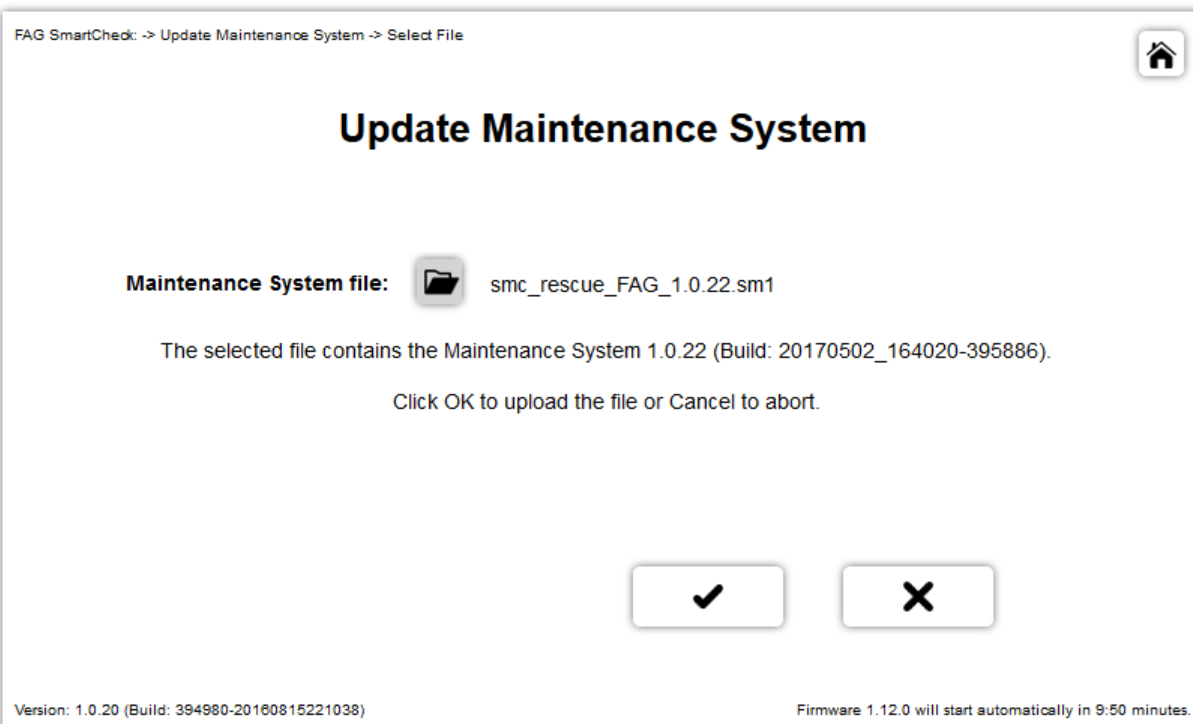 FAG SmartCheck: -> Update Maintenance System -> Select File
Update Maintenance System
Maintenance System file: smc_rescue_FAG_1.0.22.sm1
The selected file contains the Maintenance System 1.0.22 (Build: 20170502_164020-395886).
Click OK to upload the file or Cancel to abort.
Version: 1.0.20 (Build: 394980-20160815221038) Firmware 1.12.0 will start automatically in 9:50 minutes.